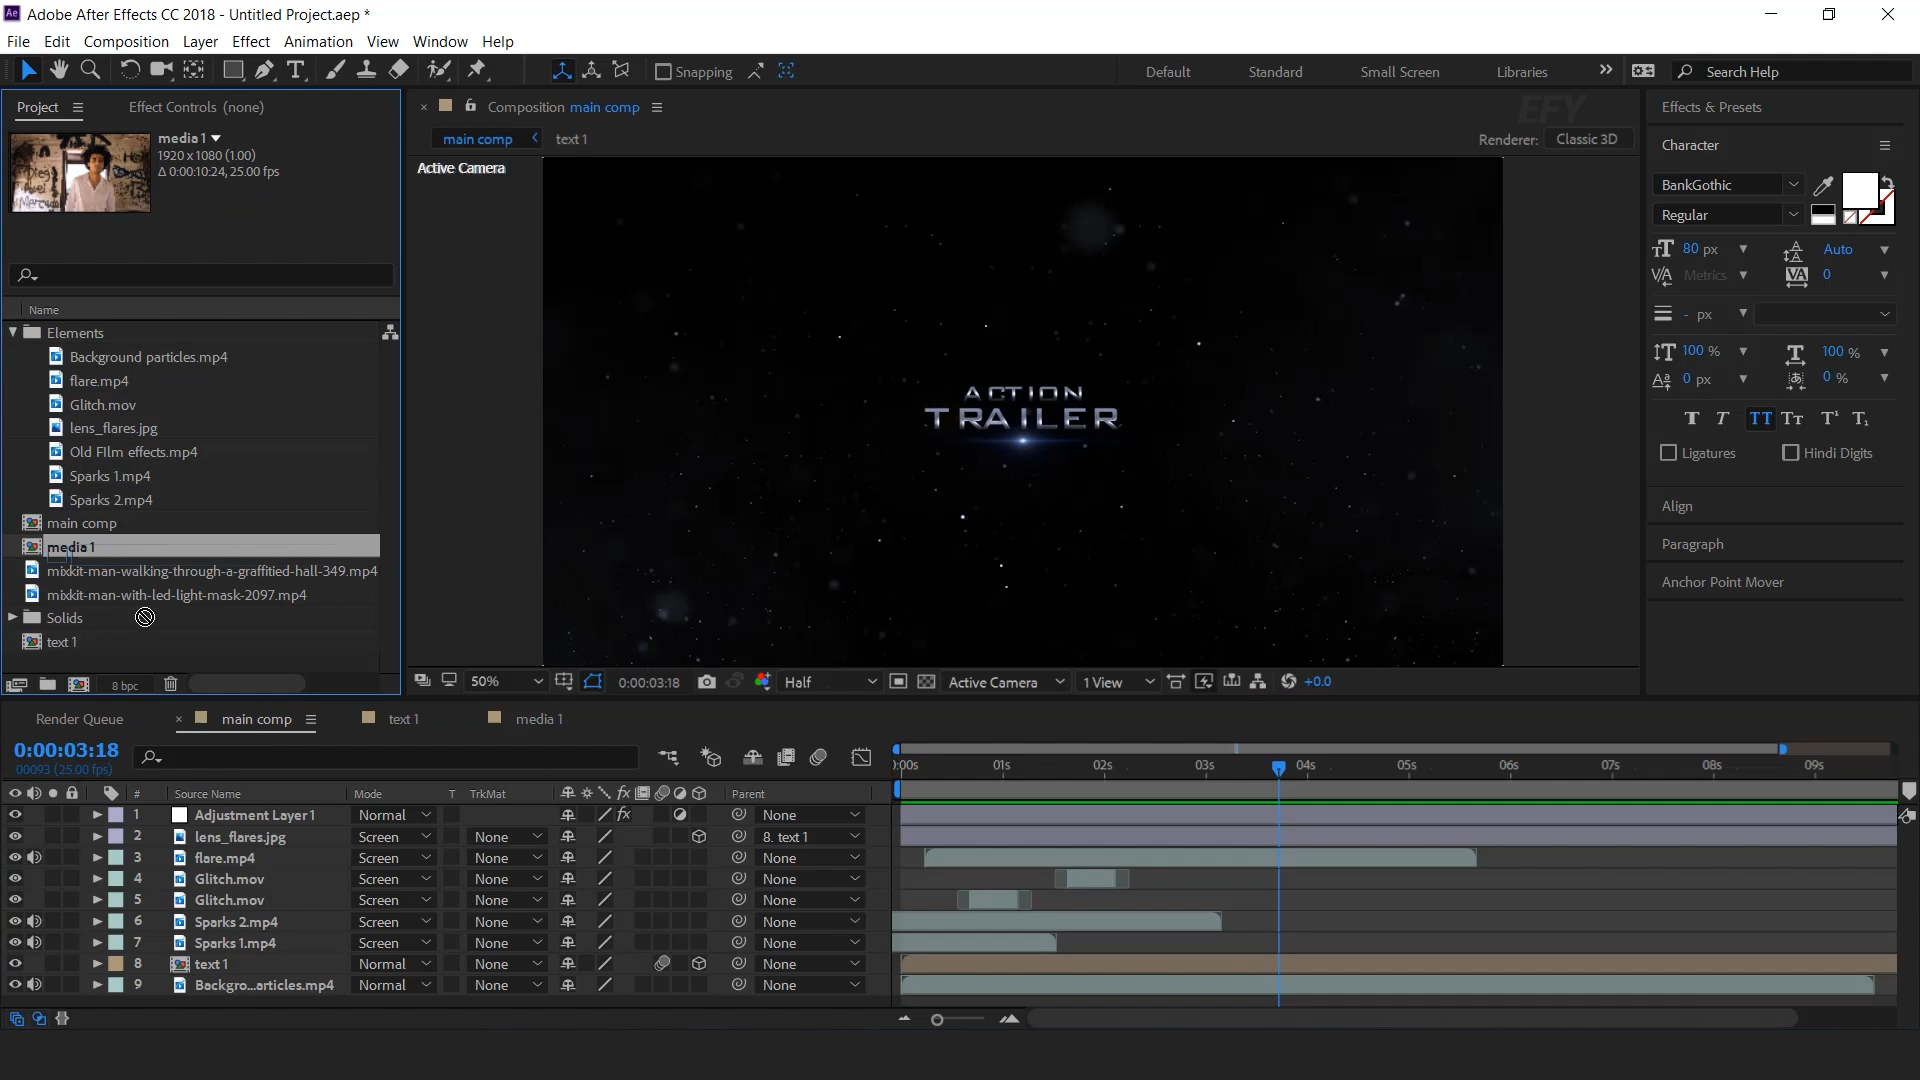 Adobe After Effects CC 2018 - Untitled Project.aep *
File Edit Composition Layer Effect Animation View Window Help
Snapping Default Standard Small Screen Libraries Search Help
Project Effect Controls (none)
media 1
1920 x 1080 (1.00)
Δ 0:00:10:24, 25.00 fps
Composition main comp
main comp text 1
Renderer: Classic 3D
Active Camera
EFY
ACTION
TRAILER
Name
Elements
Background particles.mp4
flare.mp4
Glitch.mov
lens_flares.jpg
Old FIlm effects.mp4
Sparks 1.mp4
Sparks 2.mp4
main comp
media 1
mixkit-man-walking-through-a-graffitied-hall-349.mp4
mixkit-man-with-led-light-mask-2097.mp4
Solids
text 1
8 bpc
50% 0:00:03:18 Half Active Camera 1 View +0.0
Effects & Presets
Character
BankGothic
Regular
80 px Auto
Metrics 0
- px
100 % 100 %
0 px 0 %
T T TT Tt T¹ T₁
Ligatures Hindi Digits
Align
Paragraph
Anchor Point Mover
Render Queue main comp text 1 media 1
0:00:03:18
00093 (25.00 fps)
:00s 01s 02s 03s 04s 05s 06s 07s 08s 09s
# Source Name Mode T TrkMat Parent
1 Adjustment Layer 1 Normal None
2 lens_flares.jpg Screen None 8. text 1
3 flare.mp4 Screen None None
4 Glitch.mov Screen None None
5 Glitch.mov Screen None None
6 Sparks 2.mp4 Screen None None
7 Sparks 1.mp4 Screen None None
8 text 1 Normal None None
9 Backgro...articles.mp4 Normal None None